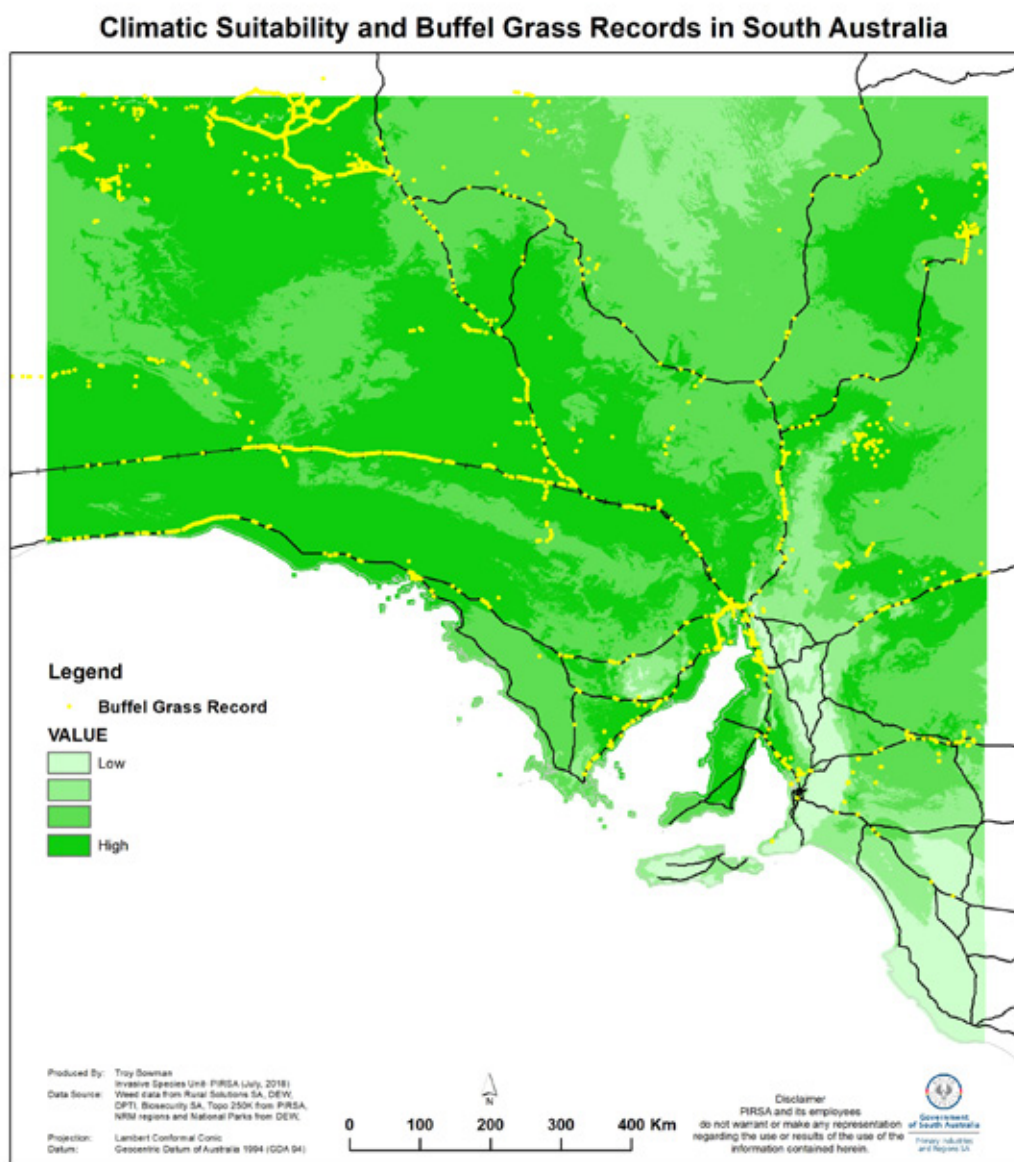 Climatic Suitability and Buffel Grass Records in South Australia
Legend
Buffel Grass Record
VALUE
Low
High
Produced By: Troy Bowman
Invasive Species Unit- PIRSA (July, 2018)
Data Source: Weed data from Rural Solutions SA, DEW,
DPTI, Biosecurity SA, Topo 250K from PIRSA,
NRM regions and National Parks from DEW.
Projection: Lambert Conformal Conic
Datum: Geocentric Datum of Australia 1994 (GDA 94)
N
0 100 200 300 400 Km
Disclaimer
PIRSA and its employees
do not warrant or make any representation
regarding the use or results of the use of the
information contained herein.
Government
of South Australia
Primary Industries
and Regions SA